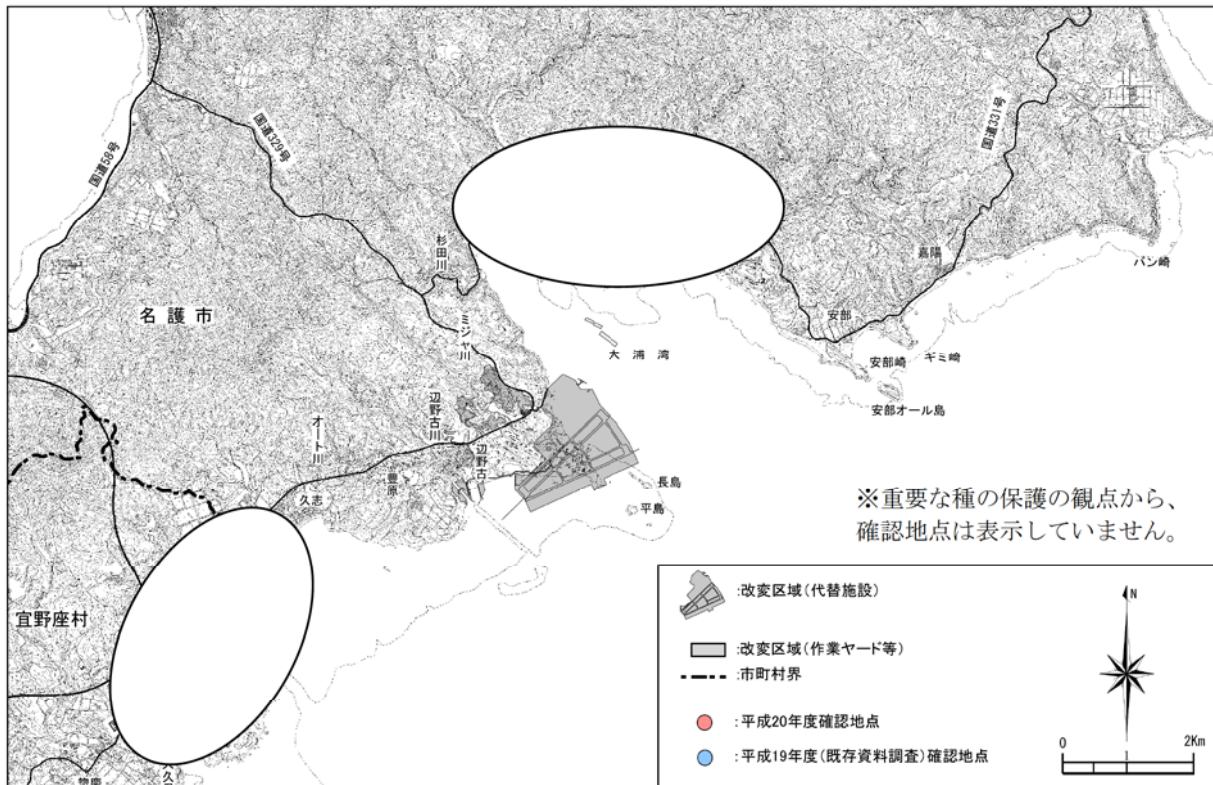 国道58号
国道329号
国道331号
杉田川
名護市
ミジャ川
大浦湾
嘉陽
バン崎
安部
安部崎
ギミ崎
安部オール島
辺野古川
オート川
辺野古
豊原
久志
長島
平島
宜野座村
※重要な種の保護の観点から、
確認地点は表示していません。
:改変区域(代替施設)
:改変区域(作業ヤード等)
:市町村界
:平成20年度確認地点
:平成19年度(既存資料調査)確認地点
N
0 2Km